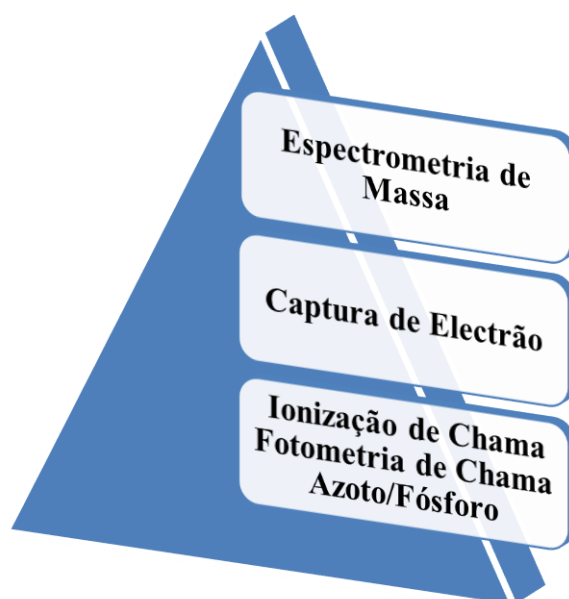 Espectrometria de
Massa
Captura de Electrão
Ionização de Chama
Fotometria de Chama
Azoto/Fósforo